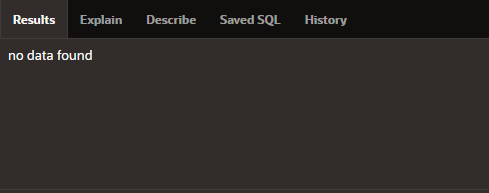 Results Explain Describe Saved SQL History
no data found